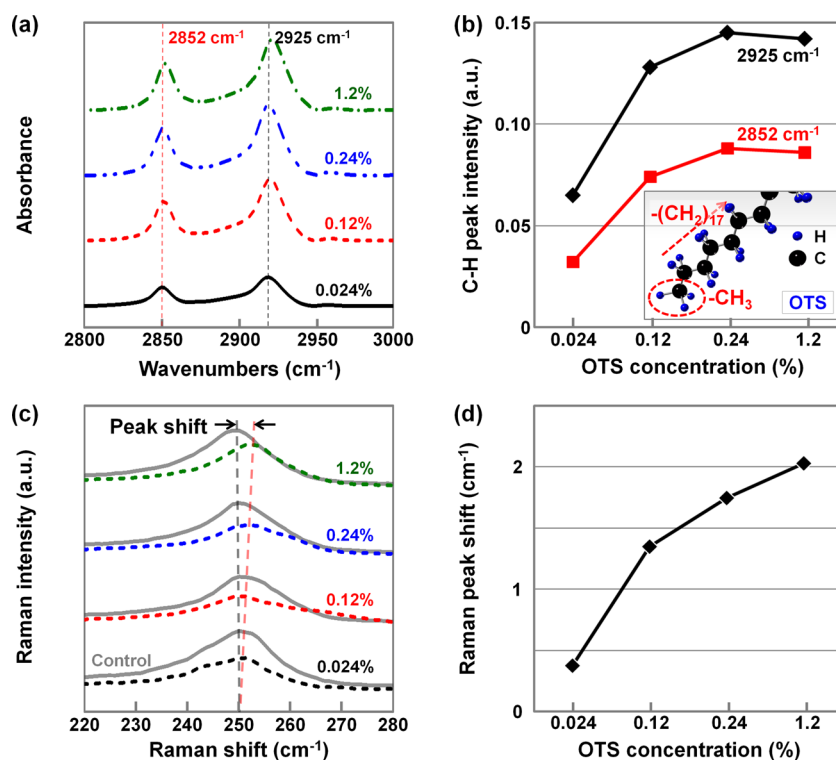 (a)
2852 cm⁻¹
2925 cm⁻¹
1.2%
0.24%
0.12%
0.024%
Absorbance
2800 2850 2900 2950 3000
Wavenumbers (cm⁻¹)
(b)
0.15
0.10
0.05
0
C-H peak intensity (a.u.)
2925 cm⁻¹
2852 cm⁻¹
-(CH₂)₁₇
H
C
-CH₃
OTS
0.024 0.12 0.24 1.2
OTS concentration (%)
(c)
Peak shift
1.2%
0.24%
0.12%
Control
0.024%
Raman intensity (a.u.)
220 230 240 250 260 270 280
Raman shift (cm⁻¹)
(d)
2
1
0
Raman peak shift (cm⁻¹)
0.024 0.12 0.24 1.2
OTS concentration (%)